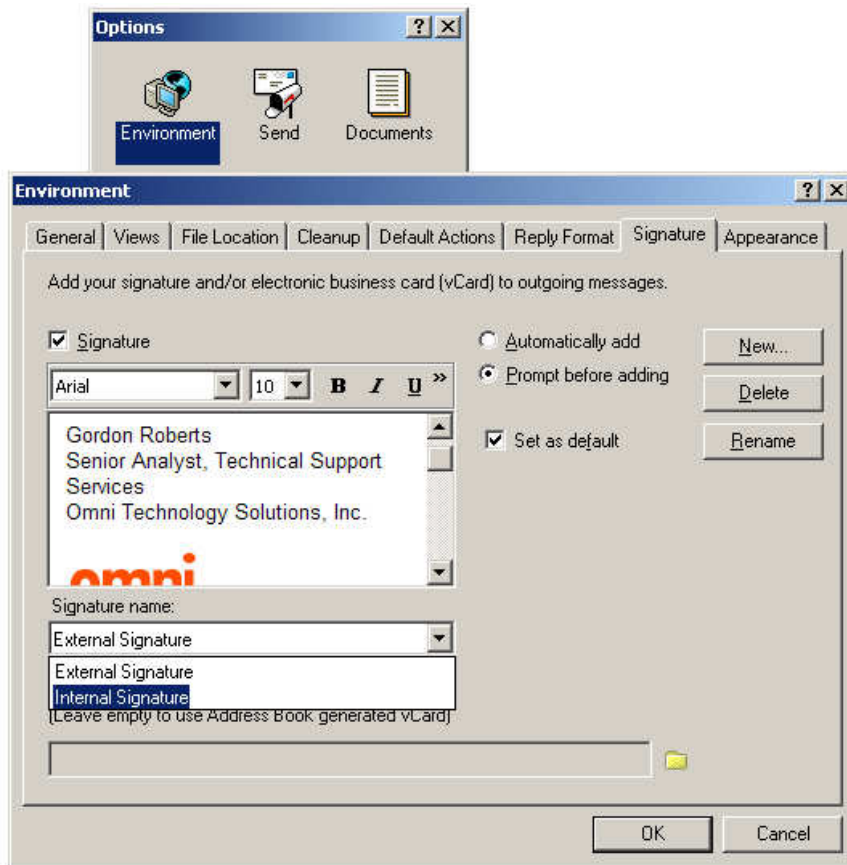 Options
Environment
Send
Documents
Environment
General
Views
File Location
Cleanup
Default Actions
Reply Format
Signature
Appearance
Add your signature and/or electronic business card (vCard) to outgoing messages.
Signature
Arial
10
B
I
U
»
Gordon Roberts
Senior Analyst, Technical Support
Services
Omni Technology Solutions, Inc.
omni
Automatically add
Prompt before adding
Set as default
New...
Delete
Rename
Signature name:
External Signature
External Signature
Internal Signature
(Leave empty to use Address Book generated vCard)
OK
Cancel